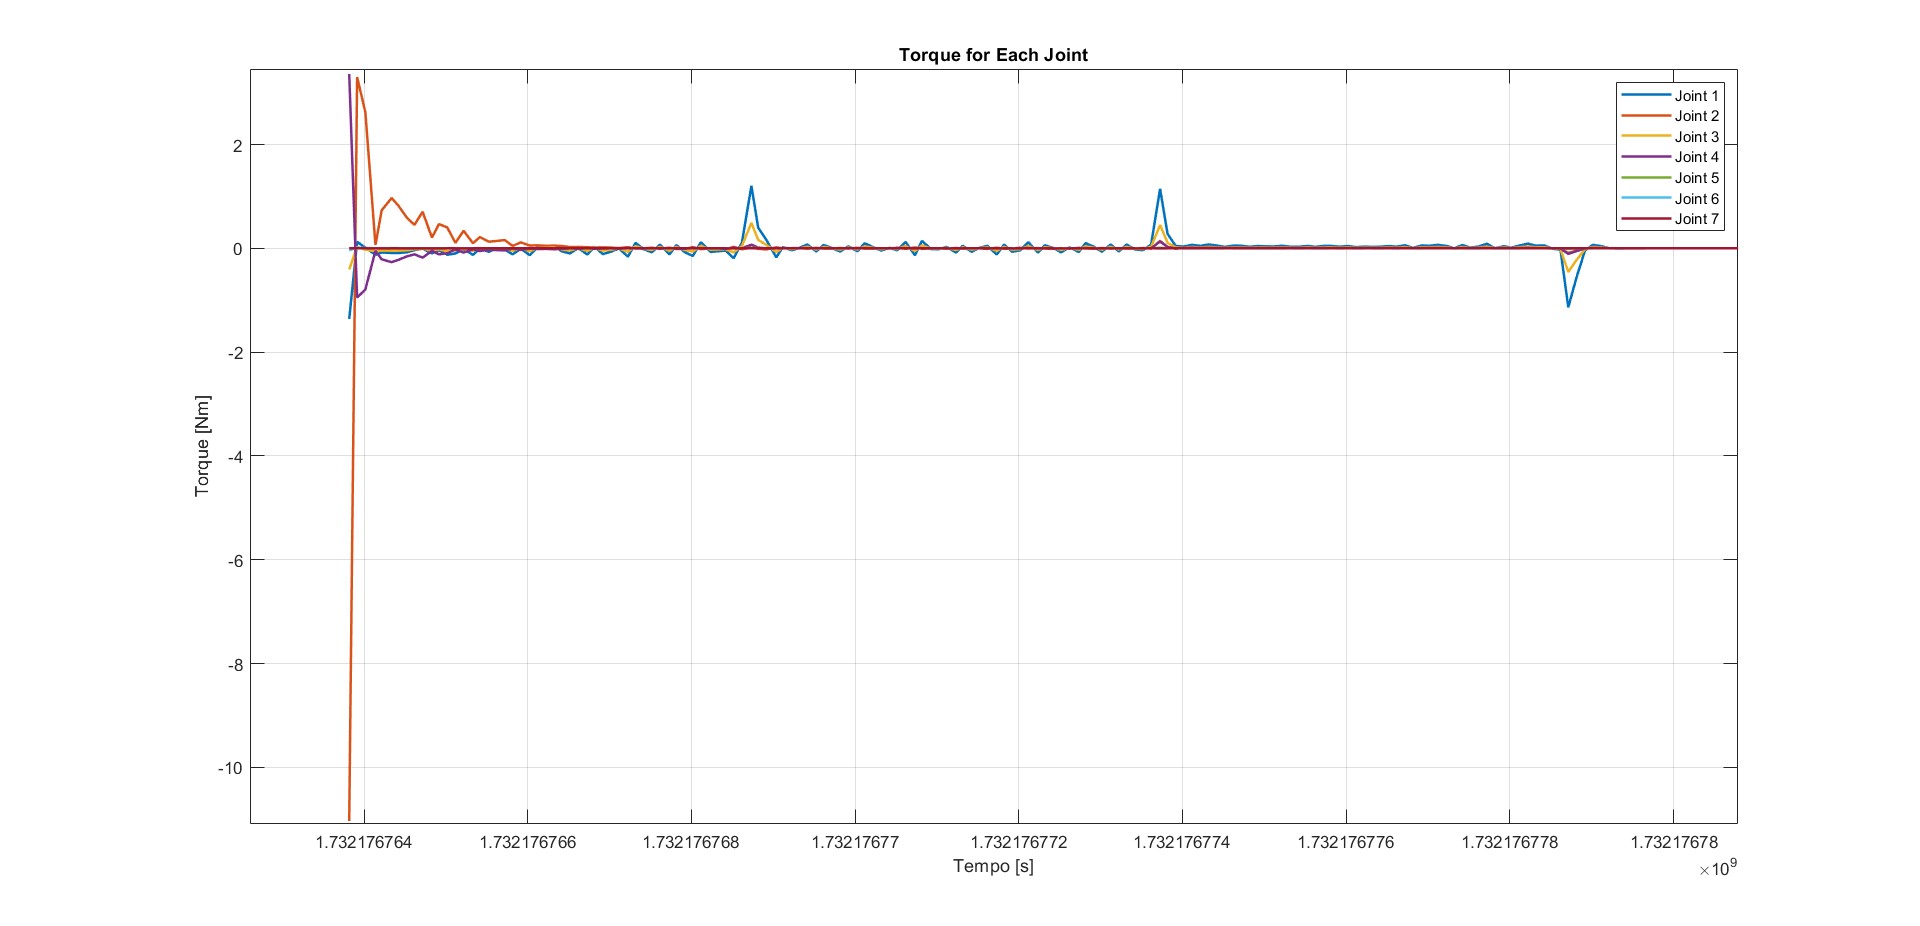 Torque for Each Joint
Joint 1
Joint 2
Joint 3
Joint 4
Joint 5
Joint 6
Joint 7
Torque [Nm]
2
0
-2
-4
-6
-8
-10
1.732176764 1.732176766 1.732176768 1.73217677 1.732176772 1.732176774 1.732176776 1.732176778 1.73217678
Tempo [s]
×10⁹